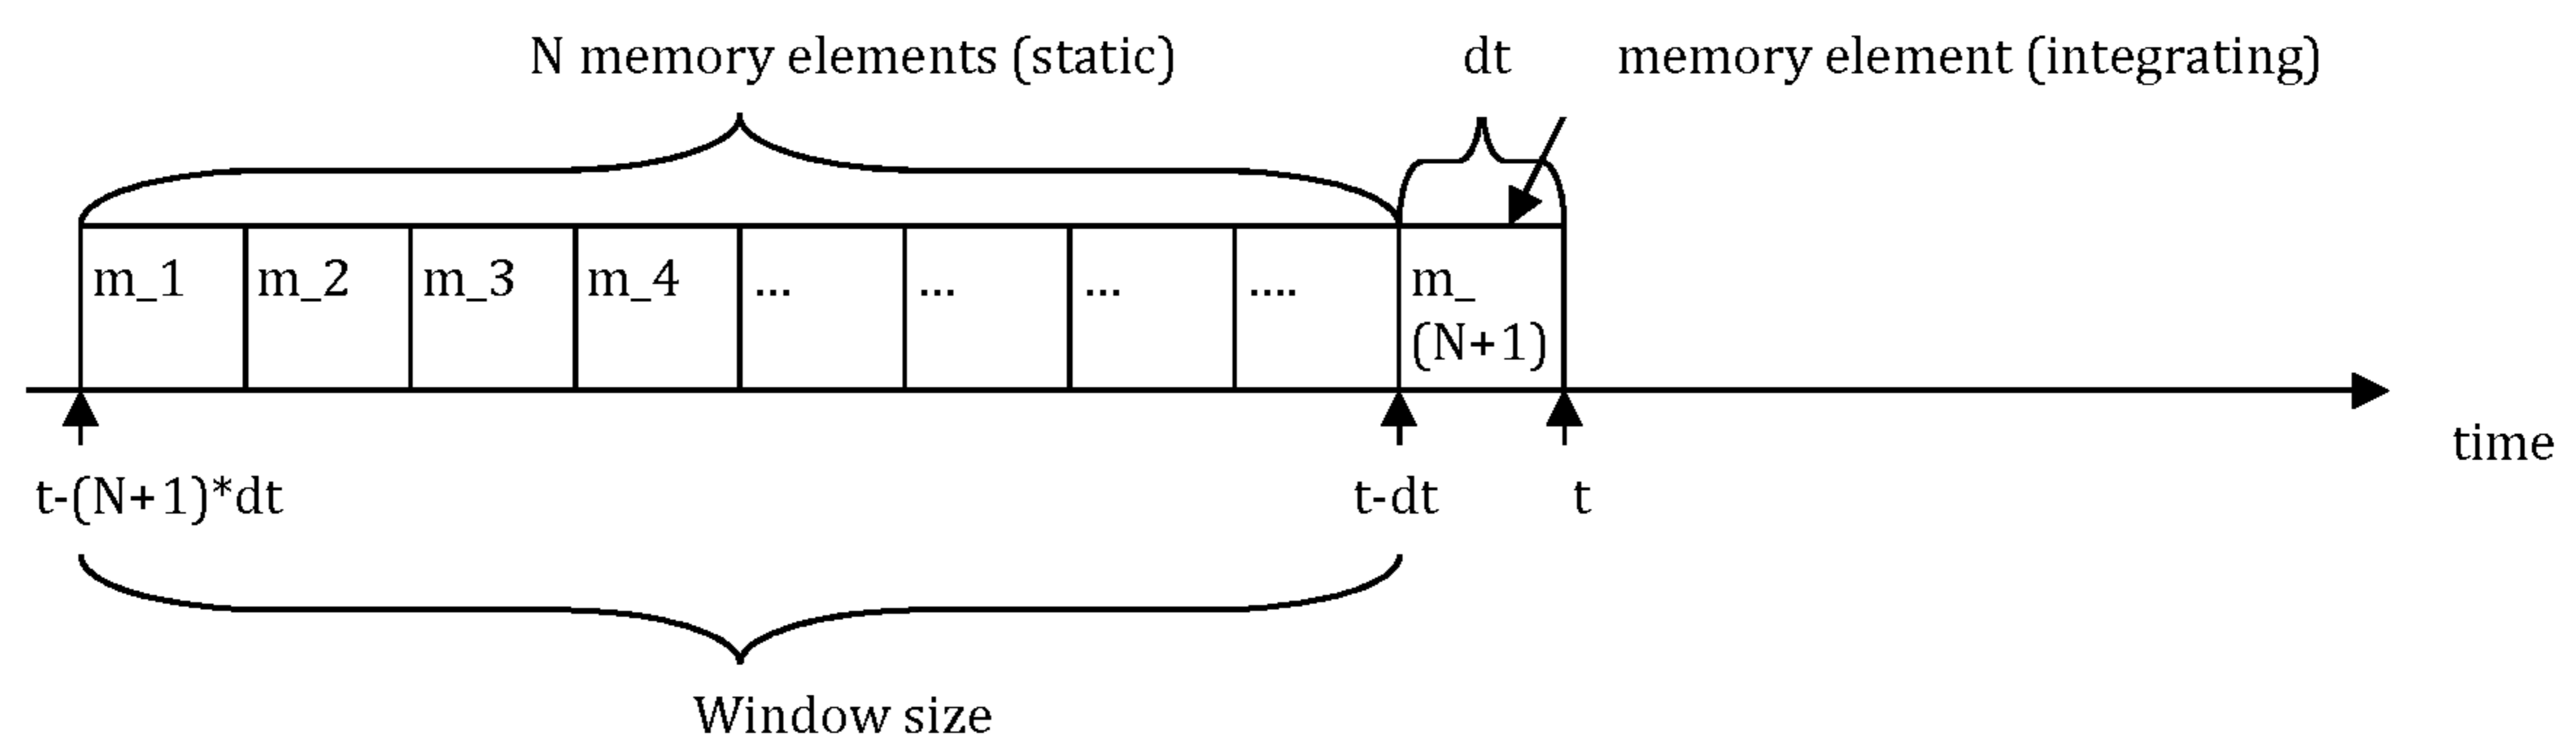 N memory elements (static)
dt
memory element (integrating)
m_1
m_2
m_3
m_4
...
...
...
....
m_
(N+1)
time
t-(N+1)*dt
t-dt
t
Window size